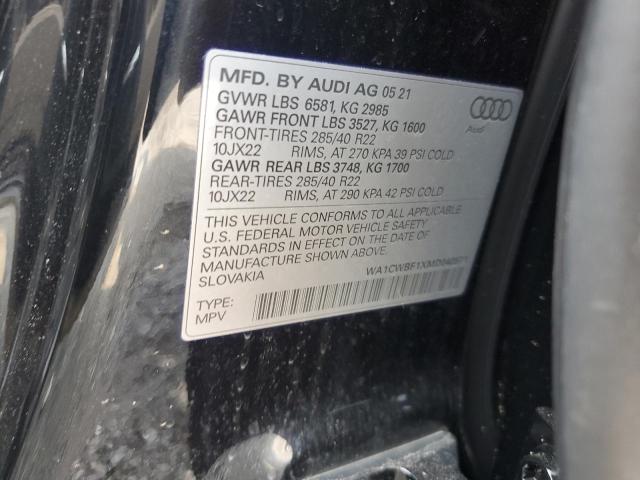 MFD. BY AUDI AG 05 21
GVWR LBS 6581, KG 2985
GAWR FRONT LBS 3527, KG 1600
FRONT-TIRES 285/40 R22
10JX22 RIMS, AT 270 KPA 39 PSI COLD
GAWR REAR LBS 3748, KG 1700
REAR-TIRES 285/40 R22
10JX22 RIMS, AT 290 KPA 42 PSI COLD
Audi
THIS VEHICLE CONFORMS TO ALL APPLICABLE
U.S. FEDERAL MOTOR VEHICLE SAFETY
STANDARDS IN EFFECT ON THE DATE OF
MANUFACTURE SHOWN ABOVE.
SLOVAKIA
TYPE:
MPV